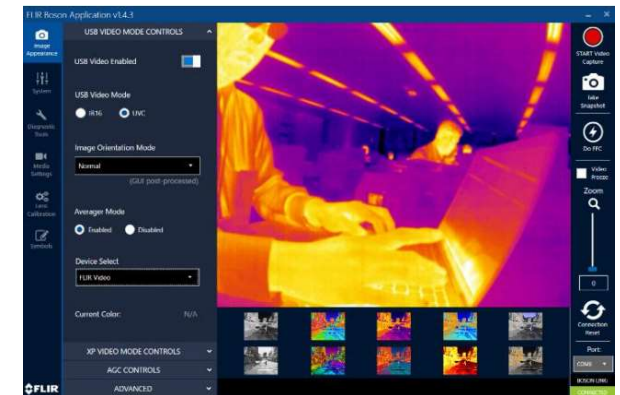 FLIR Boson Application v1.4.3
Image
Appearance
System
Diagnostic
Tools
Media
Settings
Lens
Calibration
Symbols
FLIR
USB VIDEO MODE CONTROLS
USB Video Enabled
USB Video Mode
IR16 UVC
Image Orientation Mode
Normal
(GUI post-processed)
Averager Mode
Enabled Disabled
Device Select
FLIR Video
Current Color: N/A
XP VIDEO MODE CONTROLS
AGC CONTROLS
ADVANCED
START Video
Capture
Take
Snapshot
Do FFC
Video
Freeze
Zoom
0
Connection
Reset
Port:
CONNECTED